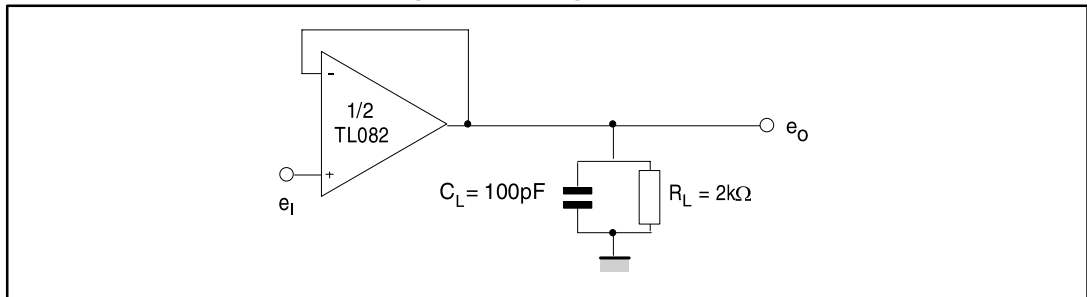 -
1/2
TL082
+
e_I
e_O
C_L = 100pF
R_L = 2kΩ